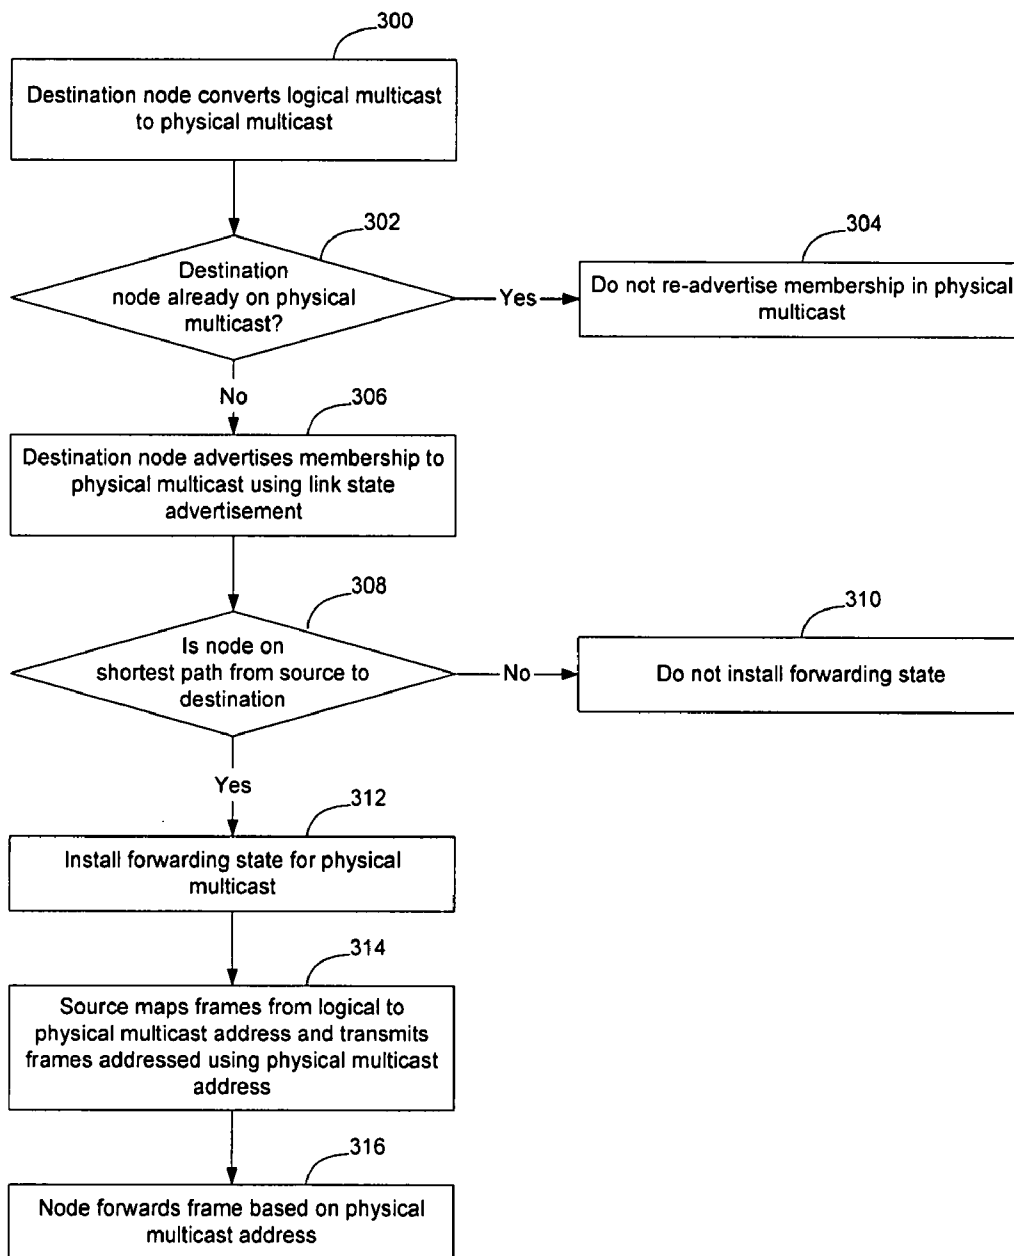 300
Destination node converts logical multicast
to physical multicast
302
Destination
node already on physical
multicast?
Yes
304
Do not re-advertise membership in physical
multicast
No
306
Destination node advertises membership to
physical multicast using link state
advertisement
308
Is node on
shortest path from source to
destination
No
310
Do not install forwarding state
Yes
312
Install forwarding state for physical
multicast
314
Source maps frames from logical to
physical multicast address and transmits
frames addressed using physical multicast
address
316
Node forwards frame based on physical
multicast address